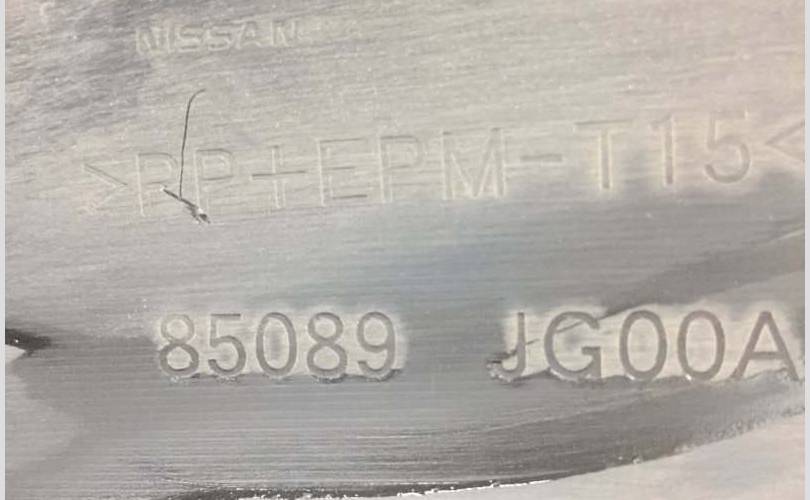 NISSAN
>PP+EPM-T15<
85089 JG00A